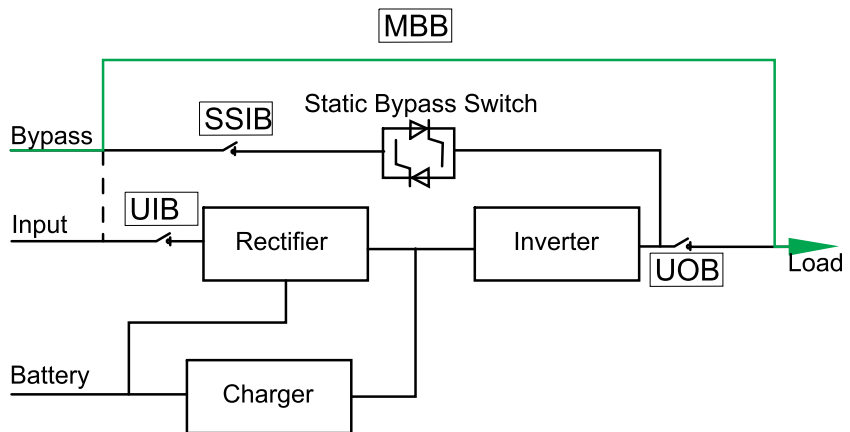 MBB
Static Bypass Switch
SSIB
Bypass
UIB
Input
Rectifier
Inverter
UOB
Load
Battery
Charger